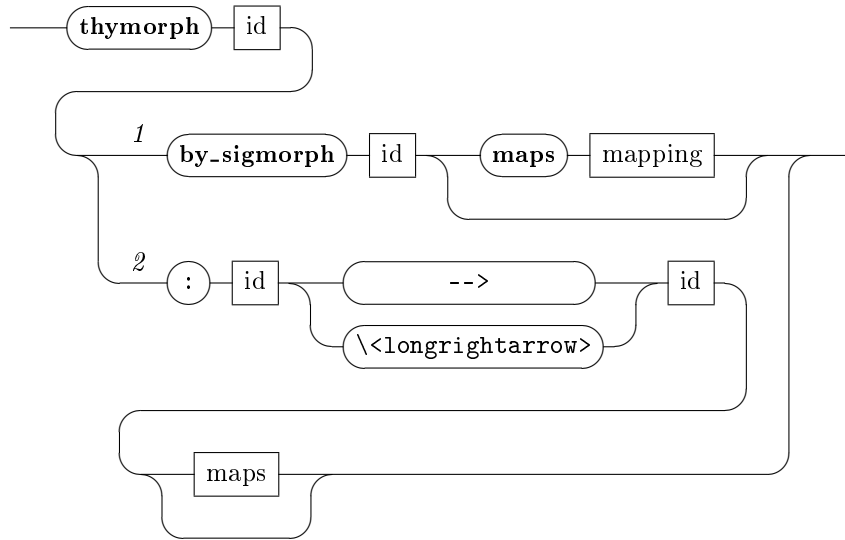 thymorph id
1 by_sigmorph id maps mapping
2 : id --> id
\<longrightarrow>
maps